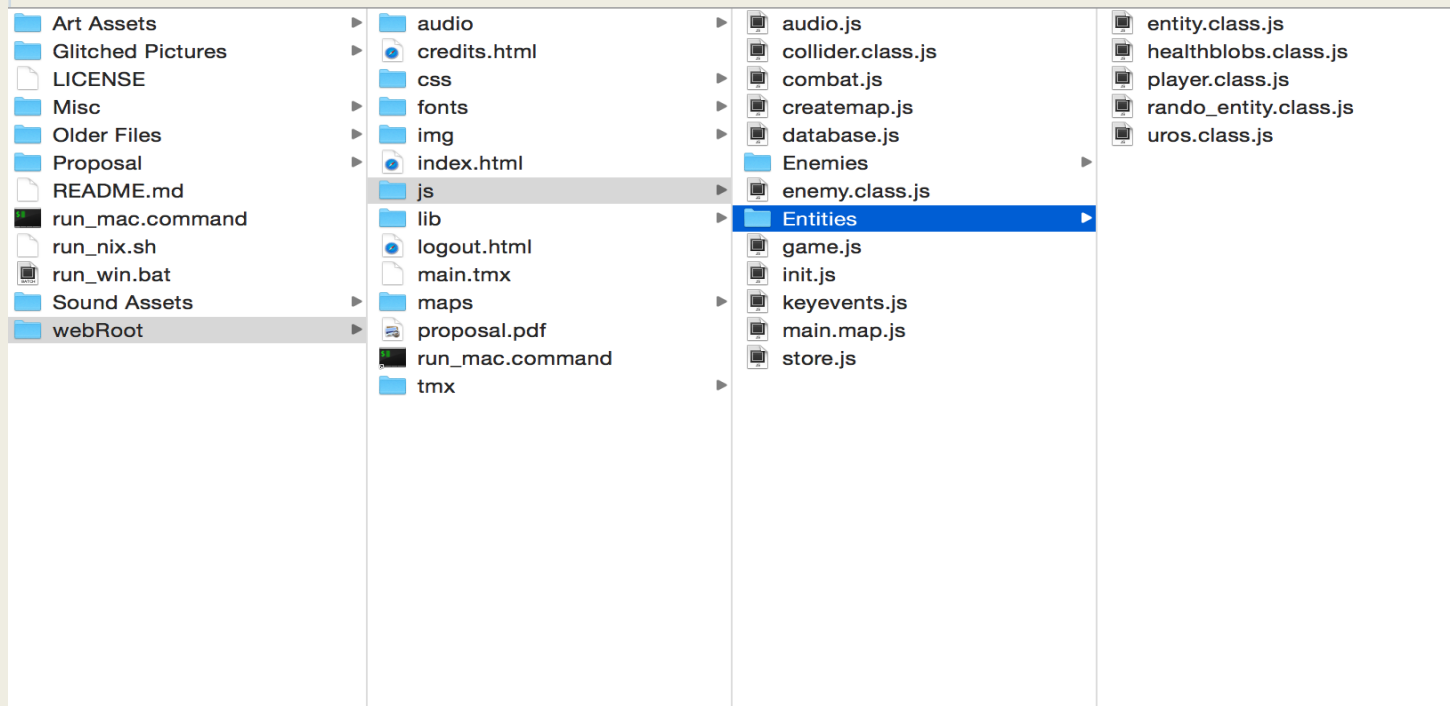 Art Assets
Glitched Pictures
LICENSE
Misc
Older Files
Proposal
README.md
run_mac.command
run_nix.sh
run_win.bat
Sound Assets
webRoot
audio
credits.html
css
fonts
img
index.html
js
lib
logout.html
main.tmx
maps
proposal.pdf
run_mac.command
tmx
audio.js
collider.class.js
combat.js
createmap.js
database.js
Enemies
enemy.class.js
Entities
game.js
init.js
keyevents.js
main.map.js
store.js
entity.class.js
healthblobs.class.js
player.class.js
rando_entity.class.js
uros.class.js